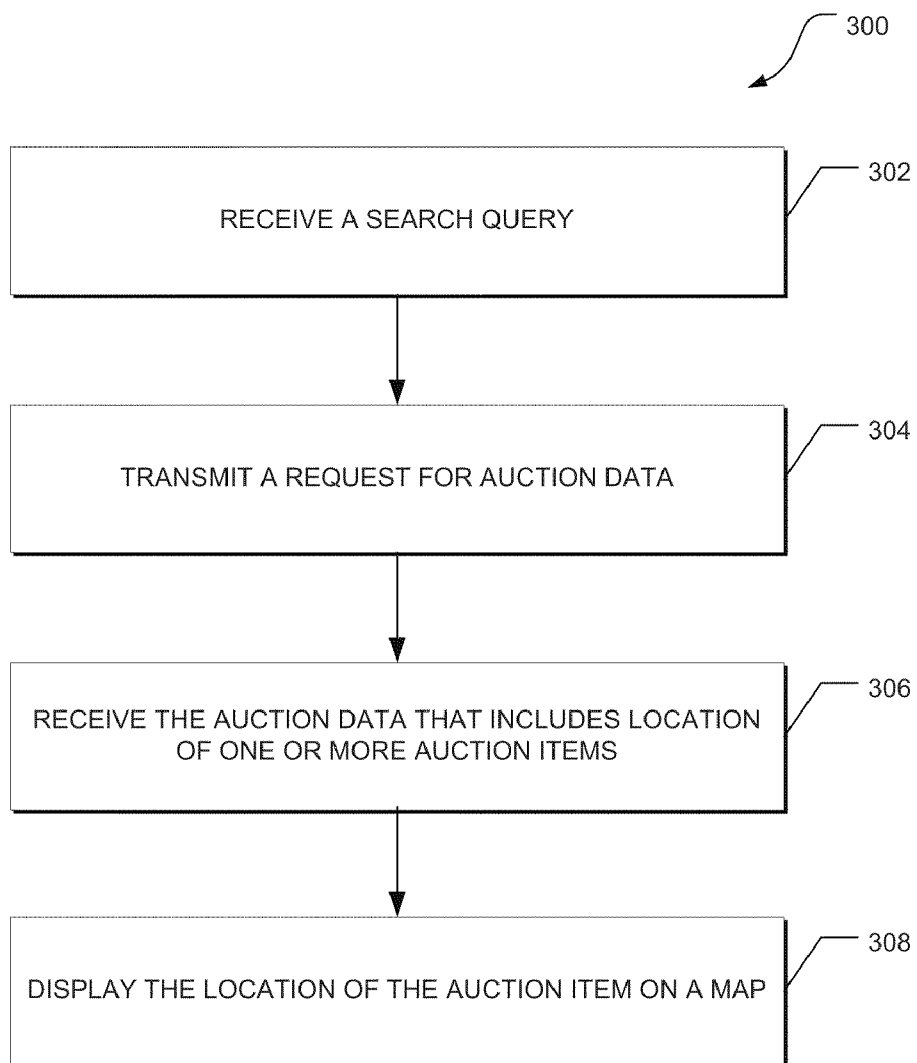 300
302
RECEIVE A SEARCH QUERY
304
TRANSMIT A REQUEST FOR AUCTION DATA
306
RECEIVE THE AUCTION DATA THAT INCLUDES LOCATION
OF ONE OR MORE AUCTION ITEMS
308
DISPLAY THE LOCATION OF THE AUCTION ITEM ON A MAP